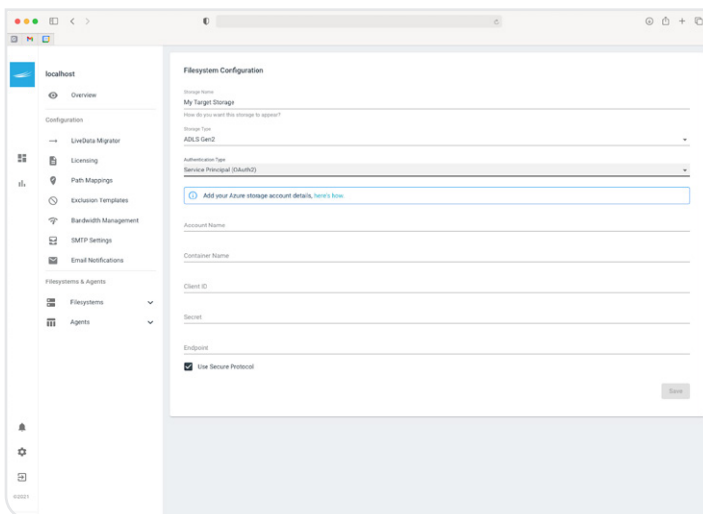 localhost
Overview
Configuration
LiveData Migrator
Licensing
Path Mappings
Exclusion Templates
Bandwidth Management
SMTP Settings
Email Notifications
Filesystems & Agents
Filesystems
Agents
©2021
Filesystem Configuration
Storage Name
My Target Storage
How do you want this storage to appear?
Storage Type
ADLS Gen2
Authentication Type
Service Principal (OAuth2)
Add your Azure storage account details, here's how.
Account Name
Container Name
Client ID
Secret
Endpoint
Use Secure Protocol
Save